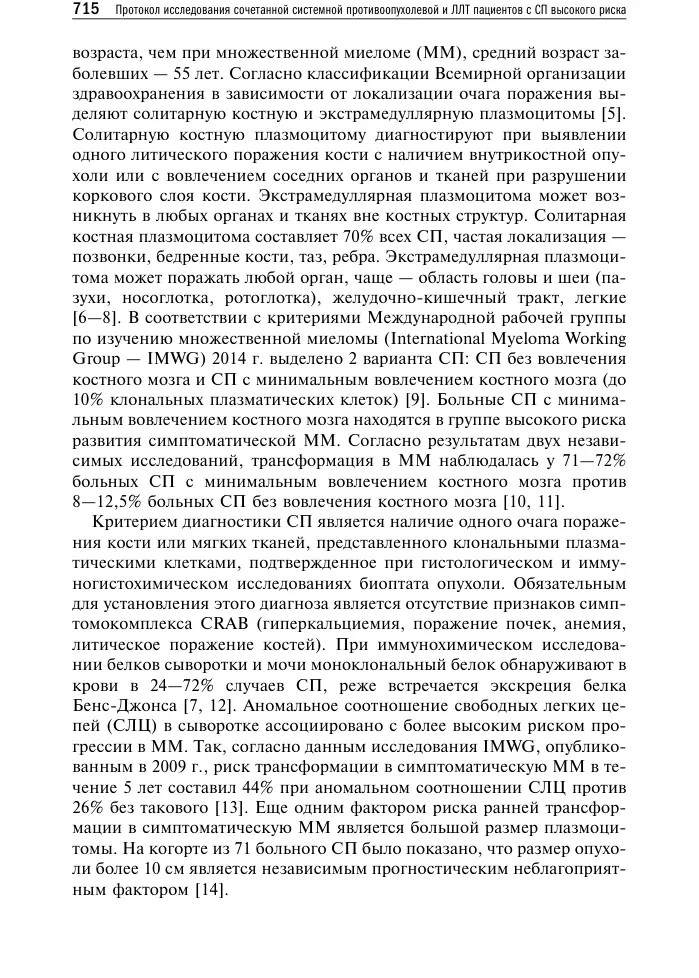 715 Протокол исследования сочетанной системной противоопухолевой и ЛЛТ пациентов с СП высокого риска
возраста, чем при множественной миеломе (ММ), средний возраст за-
болевших — 55 лет. Согласно классификации Всемирной организации
здравоохранения в зависимости от локализации очага поражения вы-
деляют солитарную костную и экстрамедуллярную плазмоцитомы [5].
Солитарную костную плазмоцитому диагностируют при выявлении
одного литического поражения кости с наличием внутрикостной опу-
холи или с вовлечением соседних органов и тканей при разрушении
коркового слоя кости. Экстрамедуллярная плазмоцитома может воз-
никнуть в любых органах и тканях вне костных структур. Солитарная
костная плазмоцитома составляет 70% всех СП, частая локализация —
позвонки, бедренные кости, таз, ребра. Экстрамедуллярная плазмоци-
тома может поражать любой орган, чаще — область головы и шеи (па-
зухи, носоглотка, ротоглотка), желудочно-кишечный тракт, легкие
[6—8]. В соответствии с критериями Международной рабочей группы
по изучению множественной миеломы (International Myeloma Working
Group — IMWG) 2014 г. выделено 2 варианта СП: СП без вовлечения
костного мозга и СП с минимальным вовлечением костного мозга (до
10% клональных плазматических клеток) [9]. Больные СП с минима-
льным вовлечением костного мозга находятся в группе высокого риска
развития симптоматической ММ. Согласно результатам двух незави-
симых исследований, трансформация в ММ наблюдалась у 71—72%
больных СП с минимальным вовлечением костного мозга против
8—12,5% больных СП без вовлечения костного мозга [10, 11].
Критерием диагностики СП является наличие одного очага пораже-
ния кости или мягких тканей, представленного клональными плазма-
тическими клетками, подтвержденное при гистологическом и имму-
ногистохимическом исследованиях биоптата опухоли. Обязательным
для установления этого диагноза является отсутствие признаков симп-
томокомплекса CRAB (гиперкальциемия, поражение почек, анемия,
литическое поражение костей). При иммунохимическом исследова-
нии белков сыворотки и мочи моноклональный белок обнаруживают в
крови в 24—72% случаев СП, реже встречается экскреция белка
Бенс-Джонса [7, 12]. Аномальное соотношение свободных легких це-
пей (СЛЦ) в сыворотке ассоциировано с более высоким риском про-
грессии в ММ. Так, согласно данным исследования IMWG, опублико-
ванным в 2009 г., риск трансформации в симптоматическую ММ в те-
чение 5 лет составил 44% при аномальном соотношении СЛЦ против
26% без такового [13]. Еще одним фактором риска ранней трансфор-
мации в симптоматическую ММ является большой размер плазмоци-
томы. На когорте из 71 больного СП было показано, что размер опухо-
ли более 10 см является независимым прогностическим неблагоприят-
ным фактором [14].